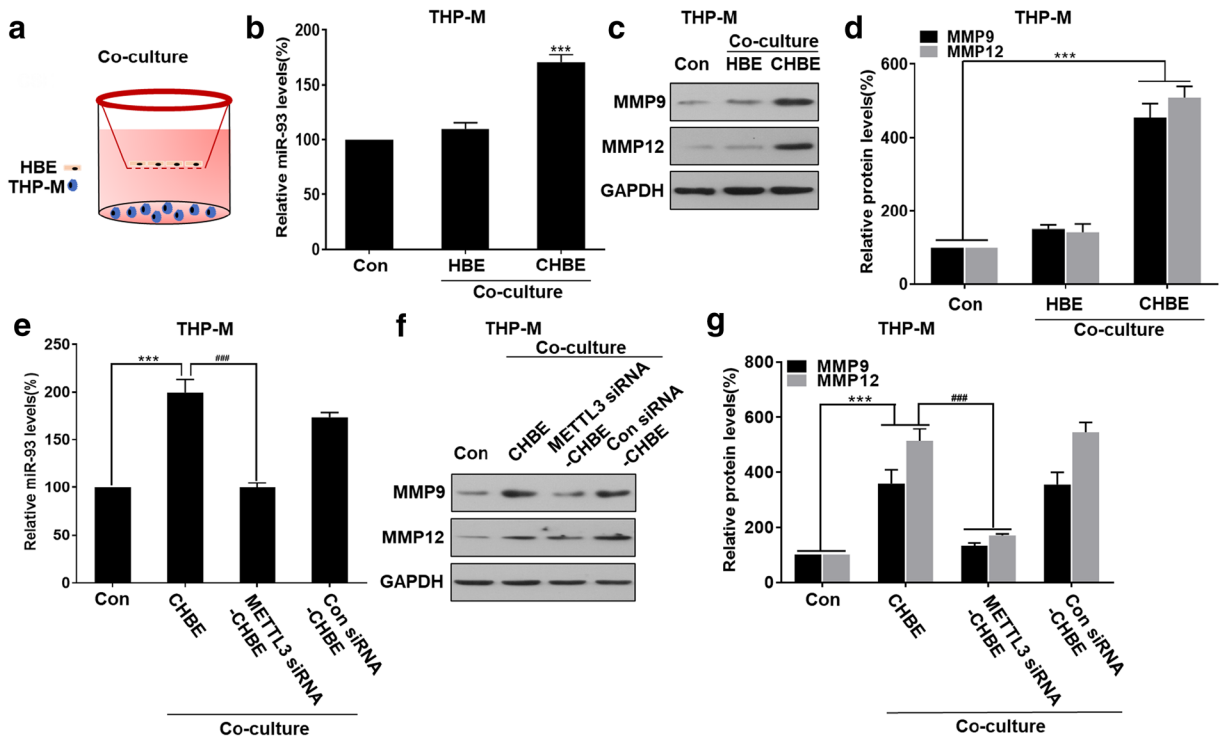 a
Co-culture
HBE
THP-M
b
THP-M
Relative miR-93 levels(%)
200
150
100
50
0
***
Con
HBE
CHBE
Co-culture
c
THP-M
Co-culture
Con
HBE
CHBE
MMP9
MMP12
GAPDH
d
THP-M
MMP9
MMP12
Relative protein levels(%)
600
400
200
0
***
Con
HBE
CHBE
Co-culture
e
THP-M
Relative miR-93 levels(%)
250
200
150
100
50
0
***
###
Con
CHBE
METTL3 siRNA
-CHBE
Con siRNA
-CHBE
Co-culture
f
THP-M
Co-culture
Con
CHBE
METTL3 siRNA
-CHBE
Con siRNA
-CHBE
MMP9
MMP12
GAPDH
g
THP-M
MMP9
MMP12
Relative protein levels(%)
800
600
400
200
0
***
###
Con
CHBE
METTL3 siRNA
-CHBE
Con siRNA
-CHBE
Co-culture